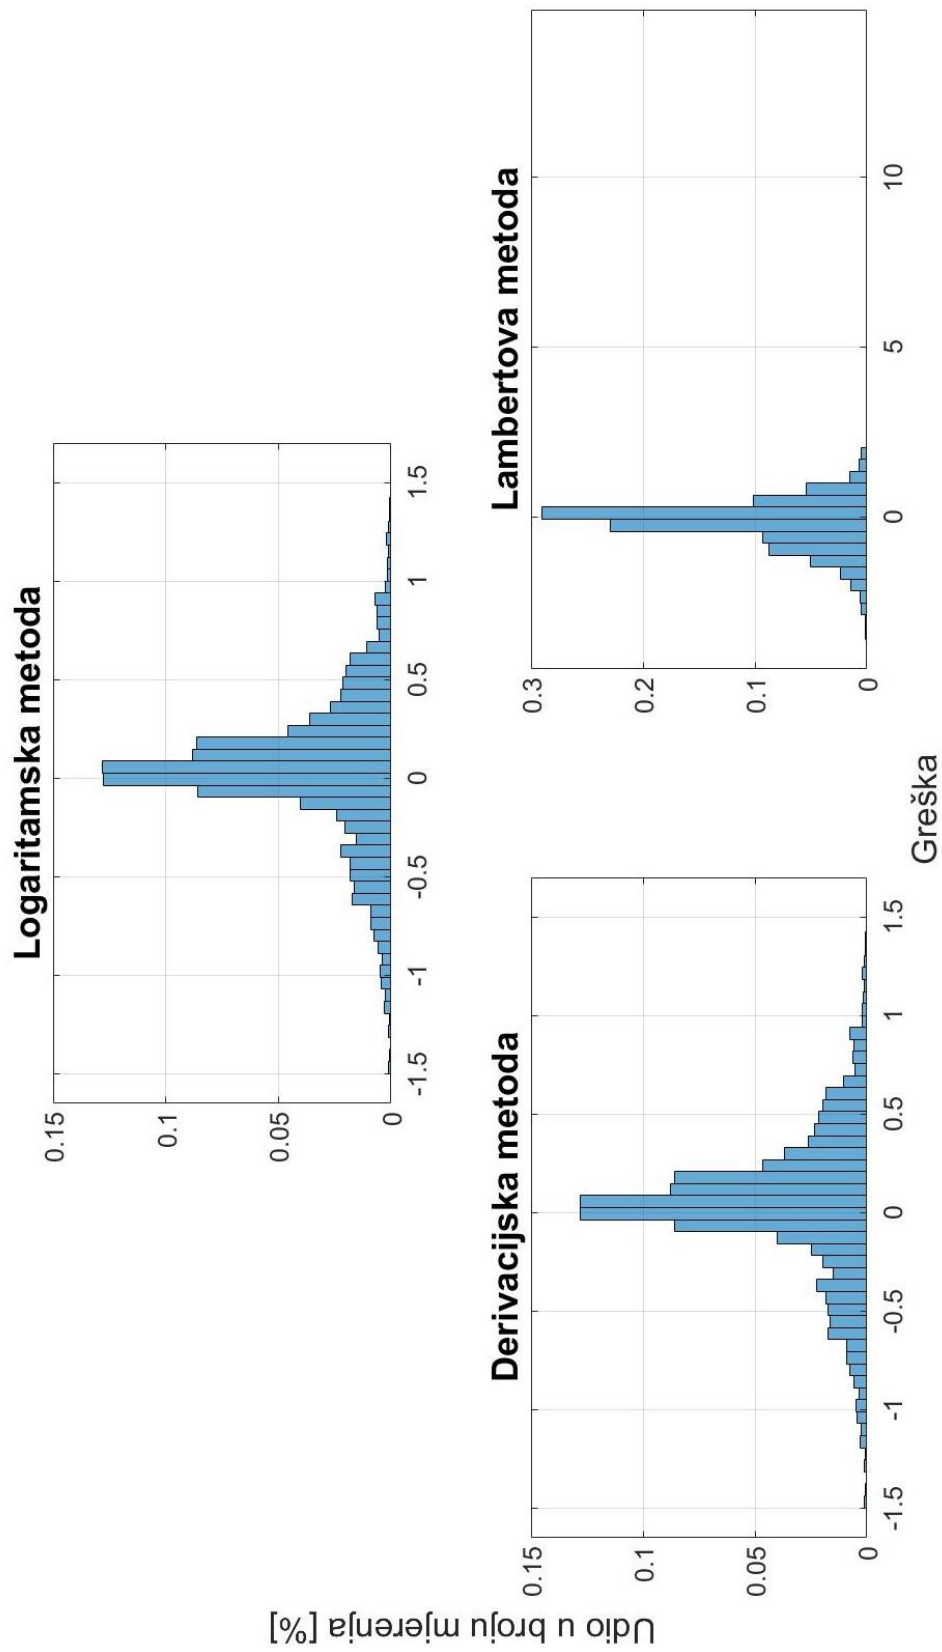 Logaritamska metoda
0.15
0.1
0.05
0
-1.5 -1 -0.5 0 0.5 1 1.5
Udio u broju mjerenja [%]
Derivacijska metoda
0.15
0.1
0.05
0
-1.5 -1 -0.5 0 0.5 1 1.5
Lambertova metoda
0.3
0.2
0.1
0
0 5 10
Greška